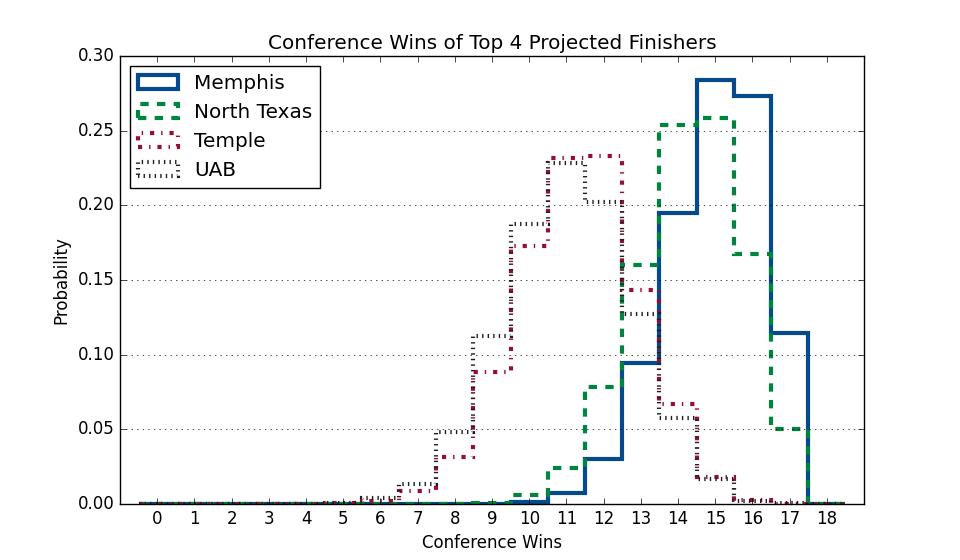 Conference Wins of Top 4 Projected Finishers
0.30
0.25
0.20
0.15
0.10
0.05
0.00
Probability
Memphis
North Texas
Temple
UAB
0 1 2 3 4 5 6 7 8 9 10 11 12 13 14 15 16 17 18
Conference Wins